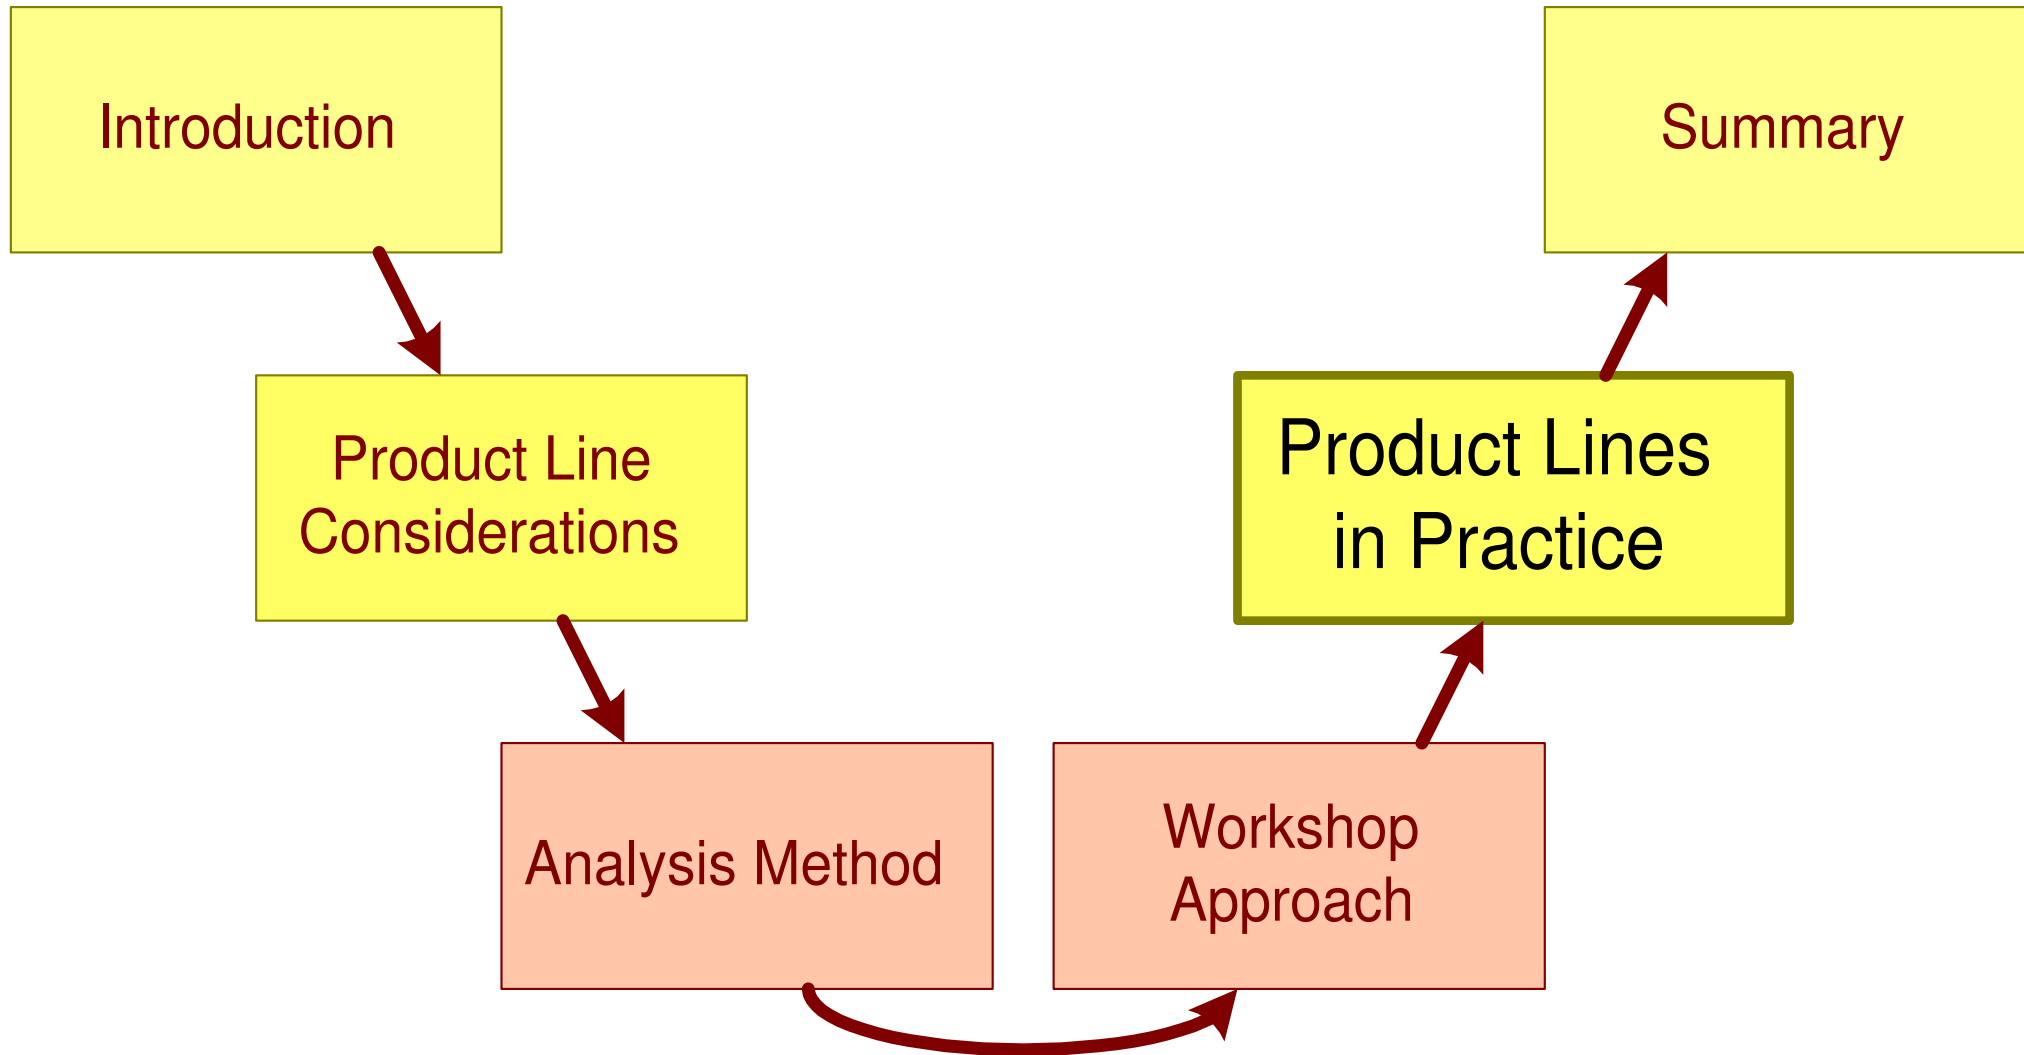 Introduction
Summary
Product Line
Considerations
Product Lines
in Practice
Analysis Method
Workshop
Approach